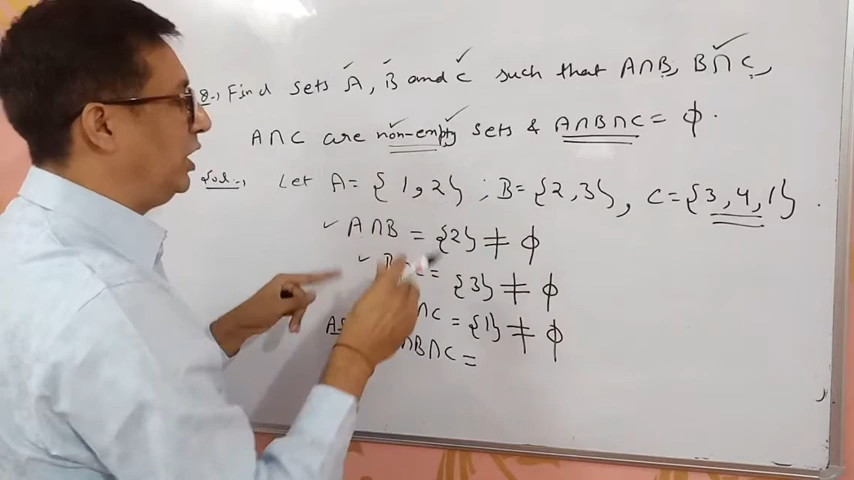 Q., Find sets A, B and C such that A∩B, B∩C,
A∩C are non-empty sets & A∩B∩C = ϕ.
Sol., Let A = {1,2} ; B = {2,3}, C = {3,4,1}.
✓ A∩B = {2} ≠ ϕ
✓ B = {3} ≠ ϕ
∩C = {1} ≠ ϕ
∩B∩C =